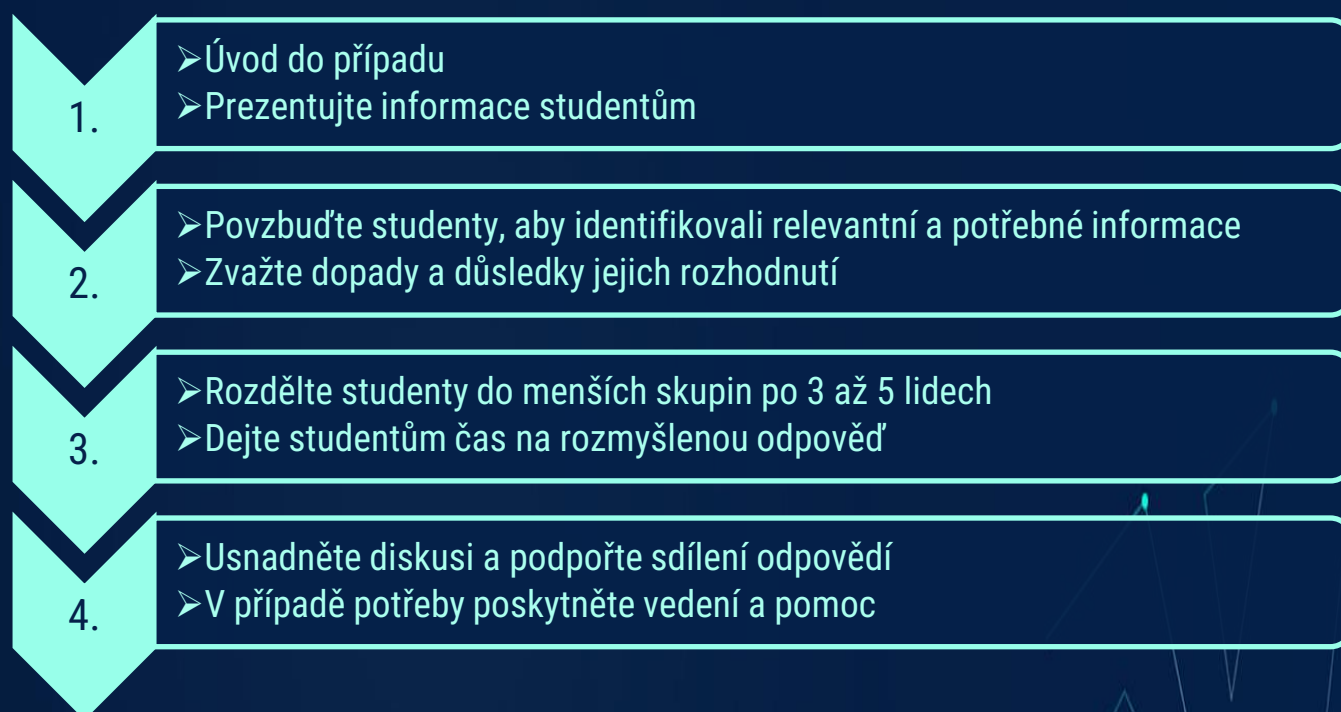 1.
➢Úvod do případu
➢Prezentujte informace studentům
2.
➢Povzbuďte studenty, aby identifikovali relevantní a potřebné informace
➢Zvažte dopady a důsledky jejich rozhodnutí
3.
➢Rozdělte studenty do menších skupin po 3 až 5 lidech
➢Dejte studentům čas na rozmyšlenou odpověď
4.
➢Usnadněte diskusi a podpořte sdílení odpovědí
➢V případě potřeby poskytněte vedení a pomoc